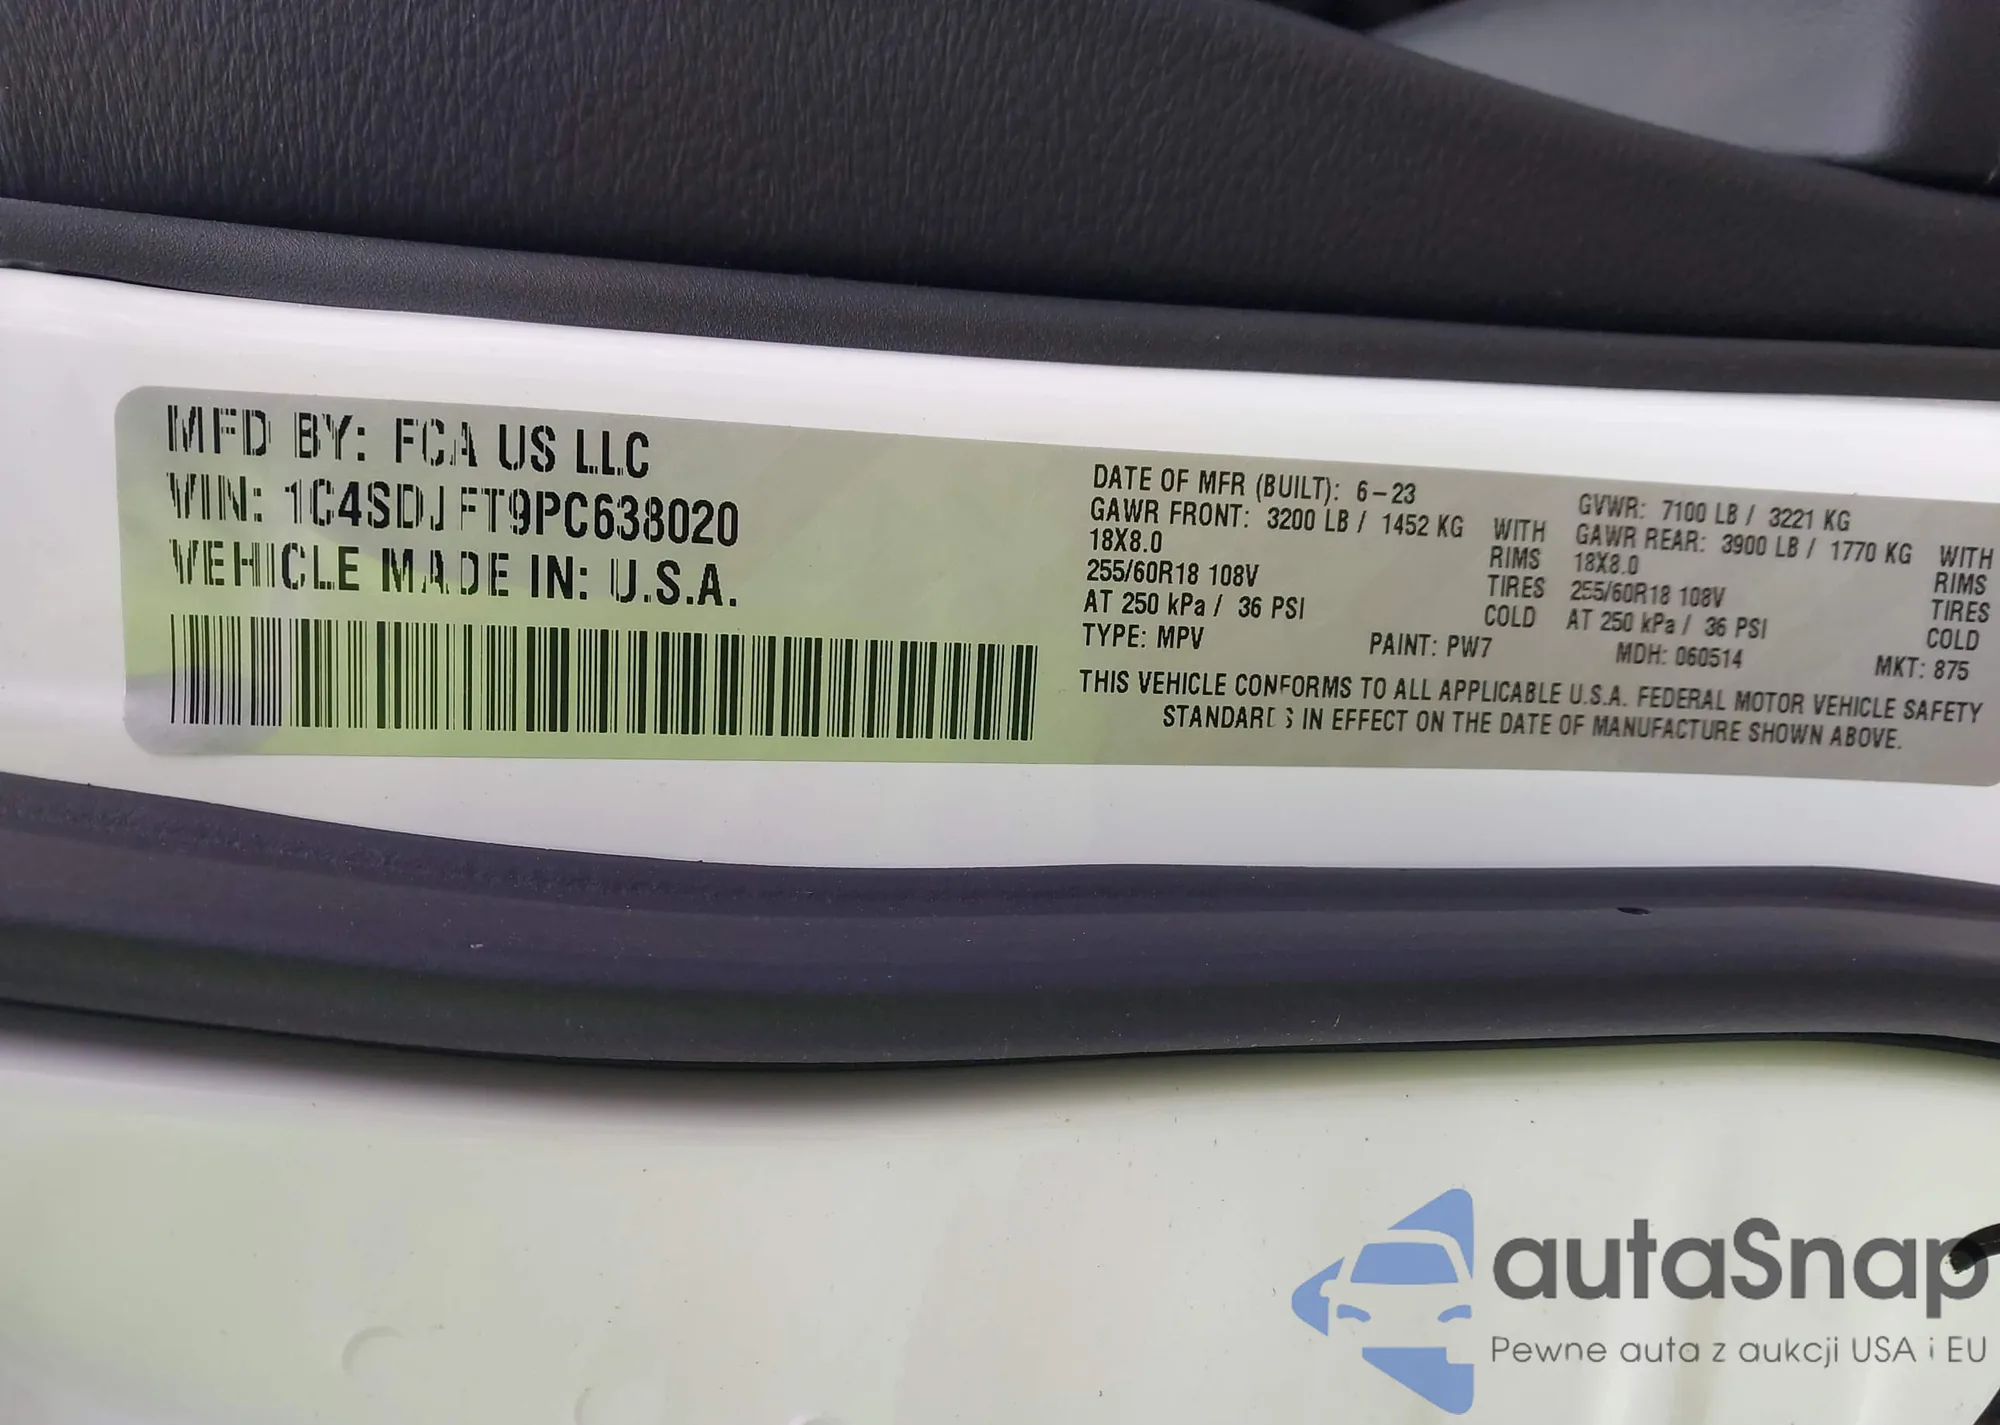 MFD BY: FCA US LLC
VIN: 1C4SDJFT9PC638020
VEHICLE MADE IN: U.S.A.
DATE OF MFR (BUILT): 6-23 GVWR: 7100 LB / 3221 KG
GAWR FRONT: 3200 LB / 1452 KG WITH GAWR REAR: 3900 LB / 1770 KG WITH
18X8.0 RIMS 18X8.0 RIMS
255/60R18 108V TIRES 255/60R18 108V TIRES
AT 250 kPa / 36 PSI COLD AT 250 kPa / 36 PSI COLD
TYPE: MPV PAINT: PW7 MDH: 060514 MKT: 875
THIS VEHICLE CONFORMS TO ALL APPLICABLE U.S.A. FEDERAL MOTOR VEHICLE SAFETY
STANDARDS IN EFFECT ON THE DATE OF MANUFACTURE SHOWN ABOVE.
autaSnap
Pewne auta z aukcji USA i EU